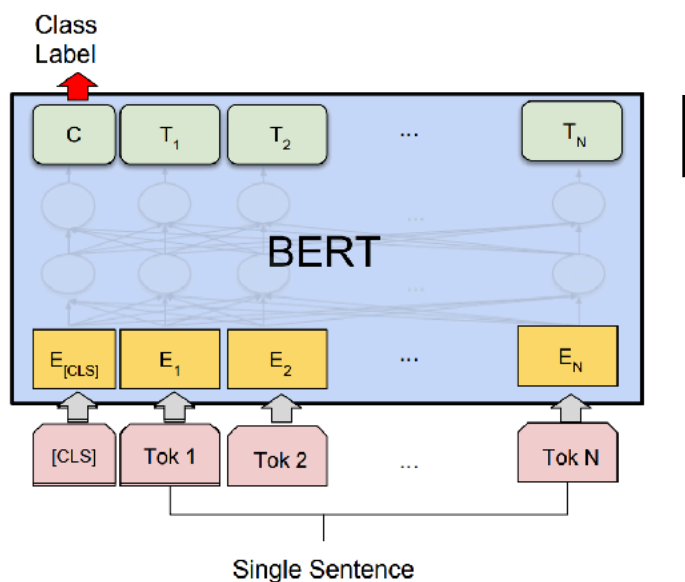 Class
Label
C T1 T2 ... TN
...
BERT
...
E[CLS] E1 E2 ... EN
[CLS] Tok 1 Tok 2 ... Tok N
Single Sentence